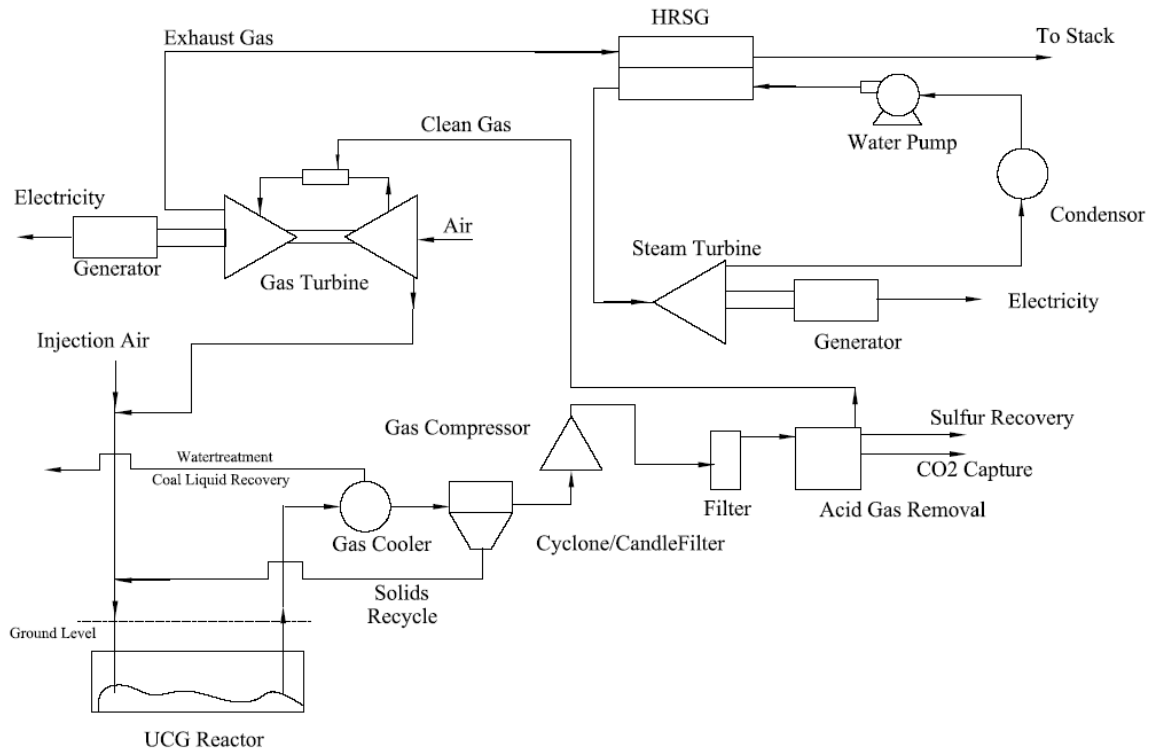 HRSG
Exhaust Gas
To Stack
Clean Gas
Water Pump
Electricity
Air
Condensor
Generator
Gas Turbine
Steam Turbine
Electricity
Injection Air
Generator
Gas Compressor
Sulfur Recovery
Watertreatment
CO2 Capture
Coal Liquid Recovery
Filter
Acid Gas Removal
Gas Cooler
Cyclone/CandleFilter
Solids
Recycle
Ground Level
UCG Reactor